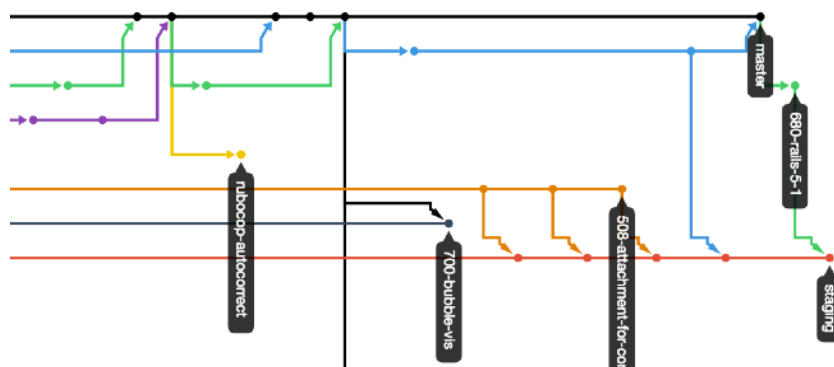 master
680-rails-5-1
rubocop-autocorrect
508-attachment-for-co
700-bubble-vis
staging